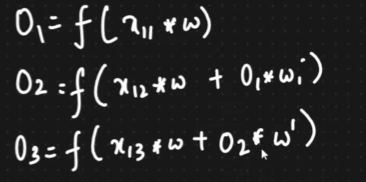 O₁ = f(x₁₁ * w)
O₂ = f(x₁₂ * w + O₁ * w')
O₃ = f(x₁₃ * w + O₂ * w')